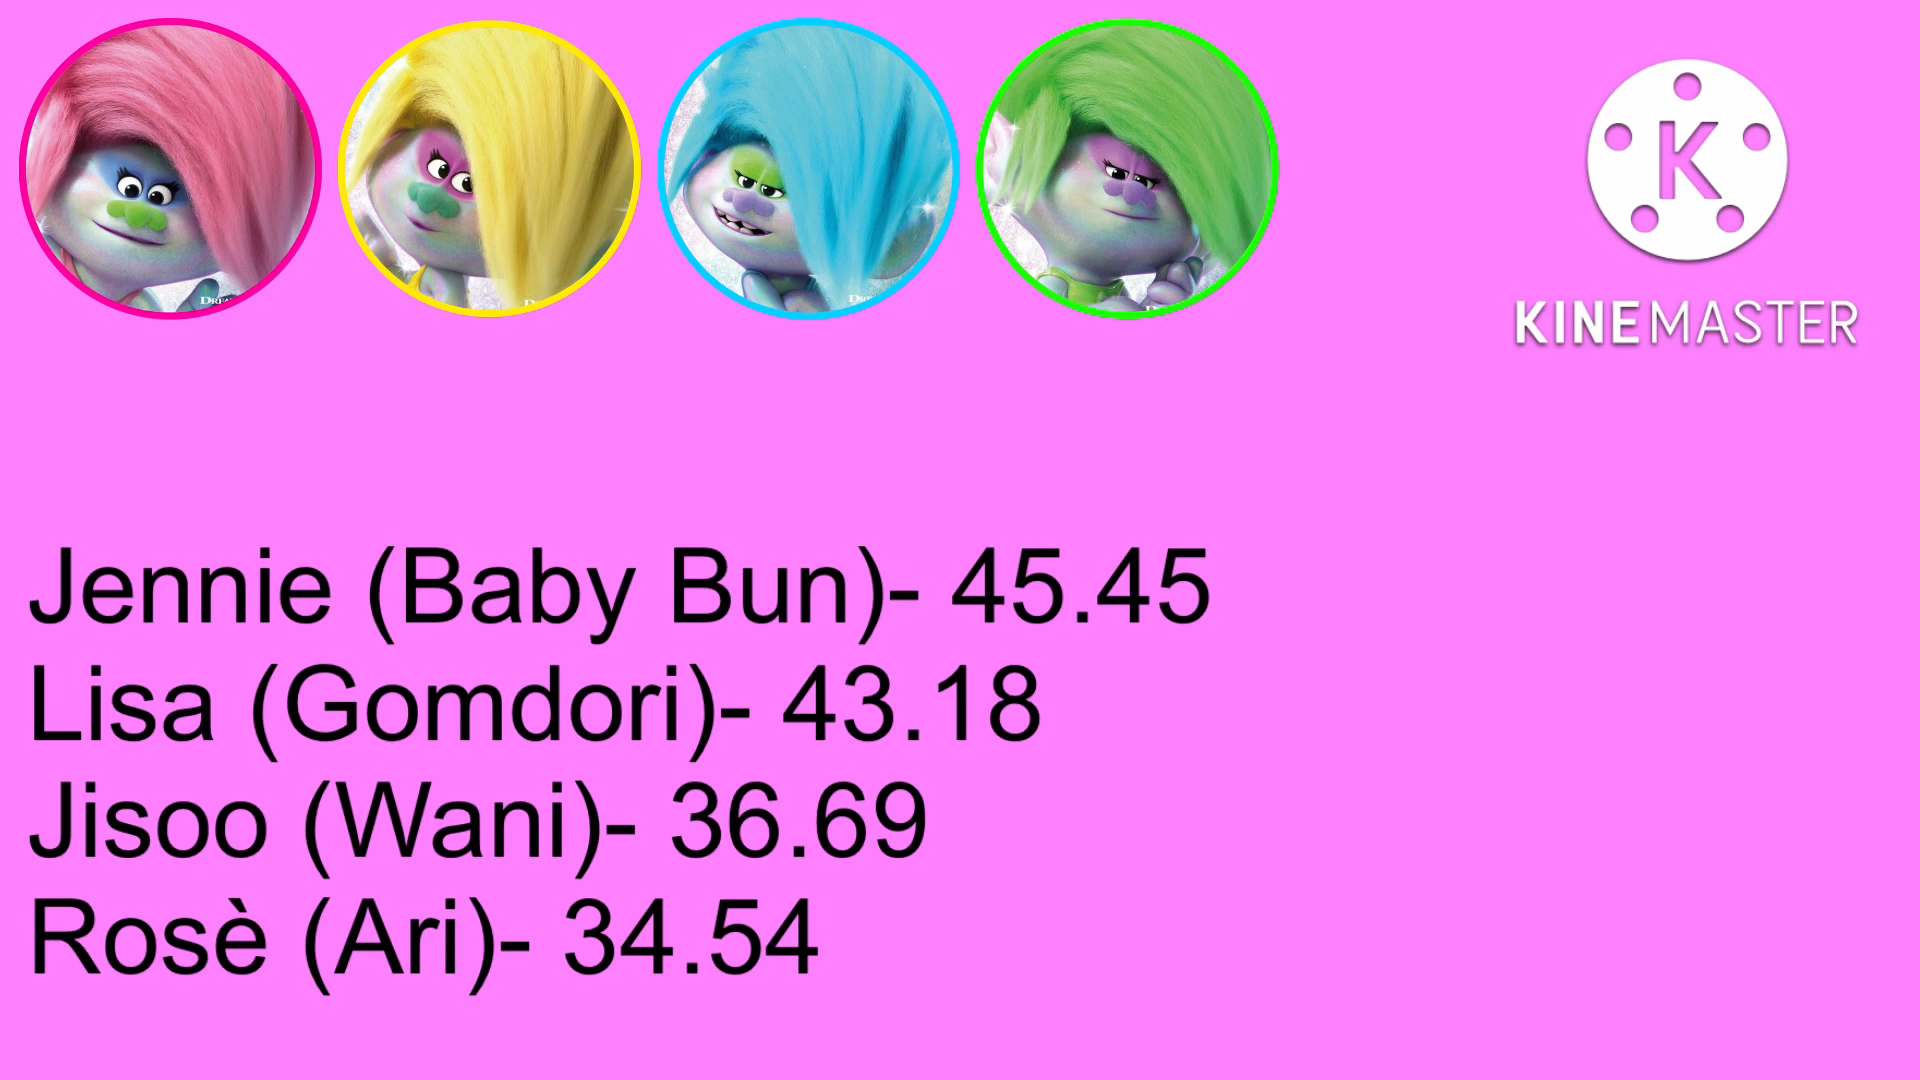 K
KINEMASTER
Jennie (Baby Bun)- 45.45
Lisa (Gomdori)- 43.18
Jisoo (Wani)- 36.69
Rosè (Ari)- 34.54